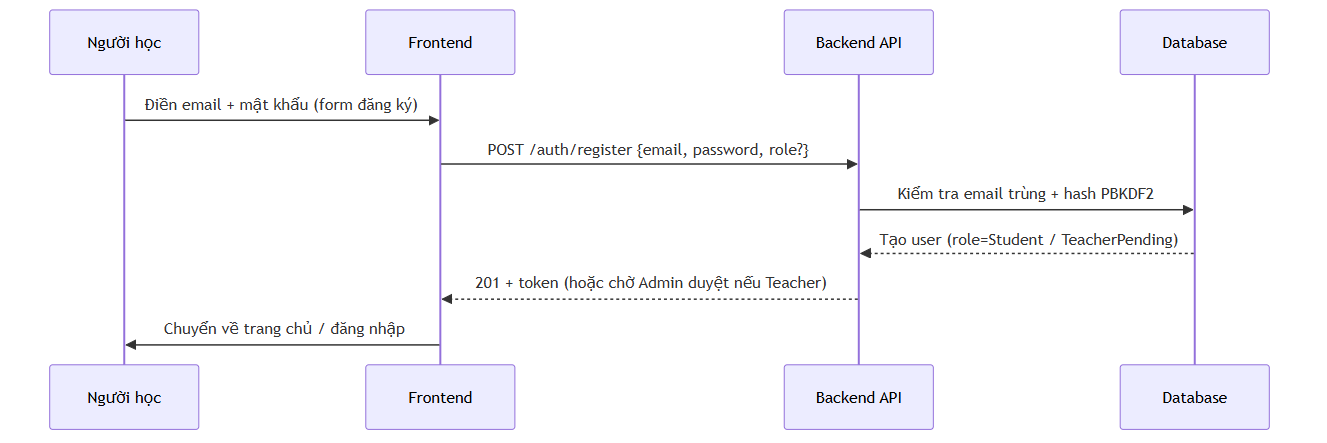 Người học
Frontend
Backend API
Database
Điền email + mật khẩu (form đăng ký)
POST /auth/register {email, password, role?}
Kiểm tra email trùng + hash PBKDF2
Tạo user (role=Student / TeacherPending)
201 + token (hoặc chờ Admin duyệt nếu Teacher)
Chuyển về trang chủ / đăng nhập
Người học
Frontend
Backend API
Database